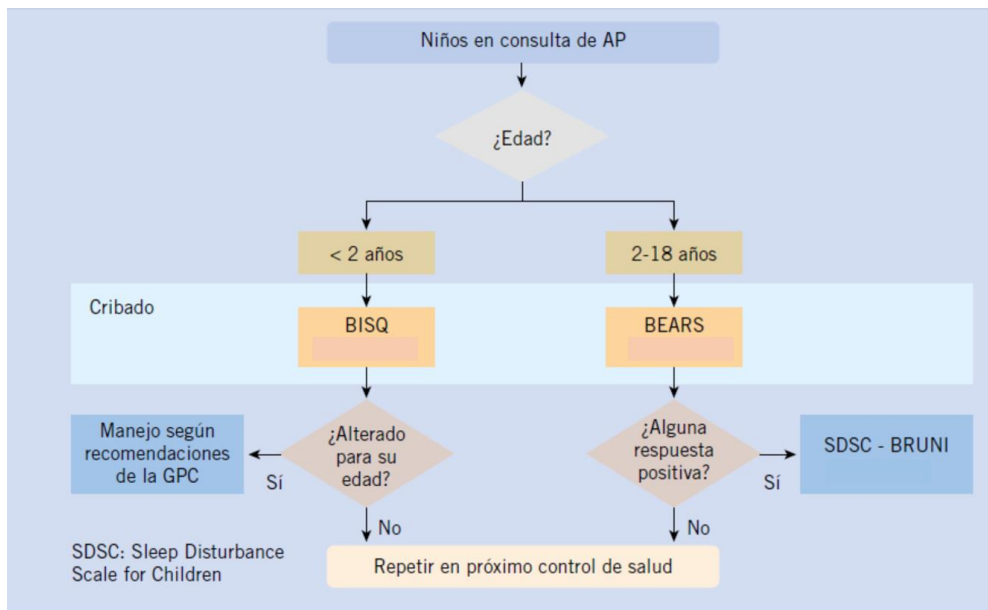 Niños en consulta de AP
¿Edad?
< 2 años
2-18 años
Cribado
BISQ
BEARS
Manejo según
recomendaciones
de la GPC
Sí
¿Alterado
para su
edad?
¿Alguna
respuesta
positiva?
Sí
SDSC - BRUNI
No
No
SDSC: Sleep Disturbance
Scale for Children
Repetir en próximo control de salud